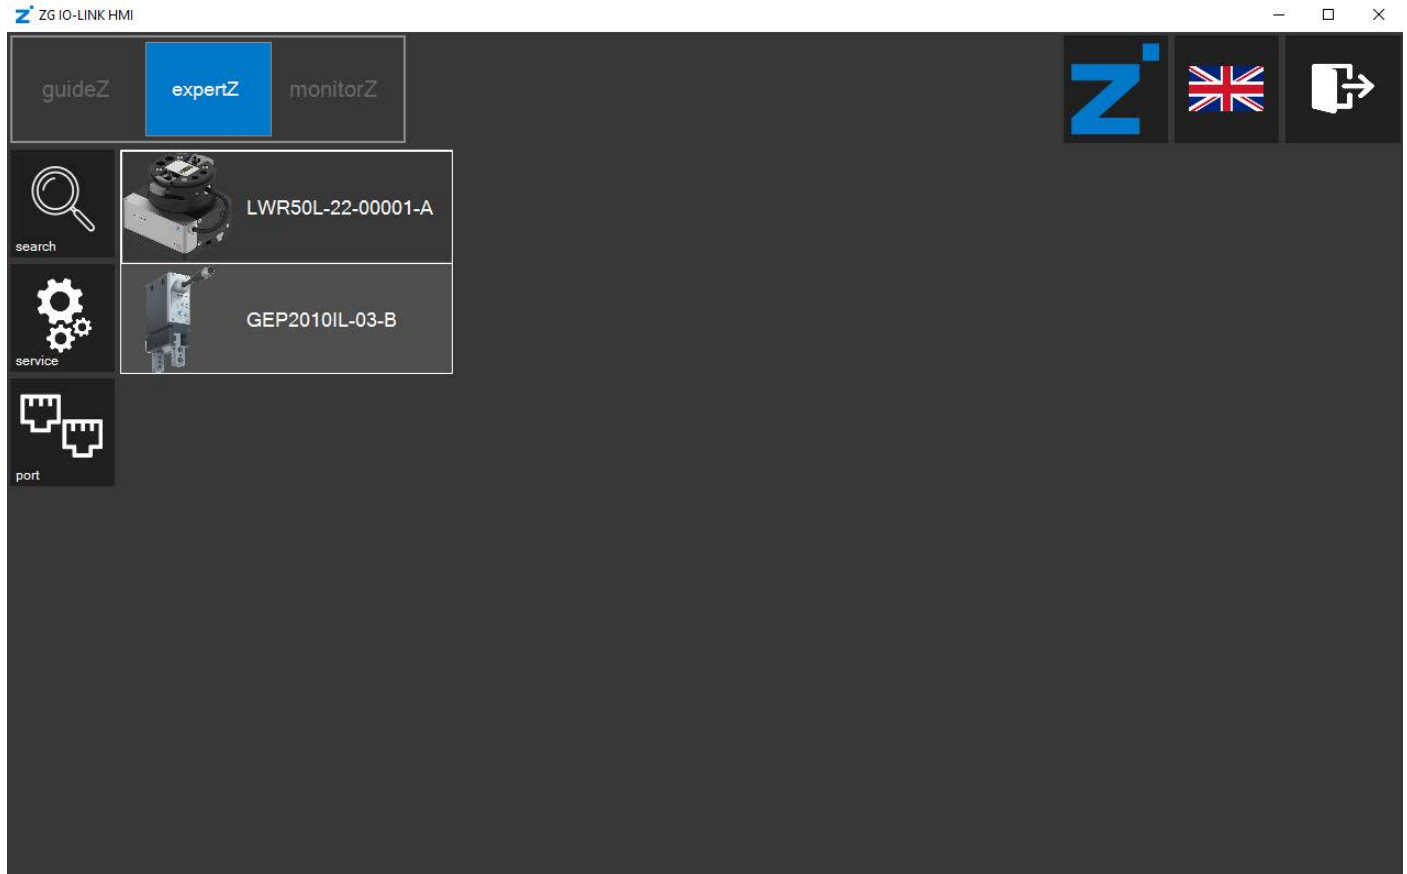 ZG IO-LINK HMI
guideZ
expertZ
monitorZ
search
LWR50L-22-00001-A
service
GEP2010IL-03-B
port